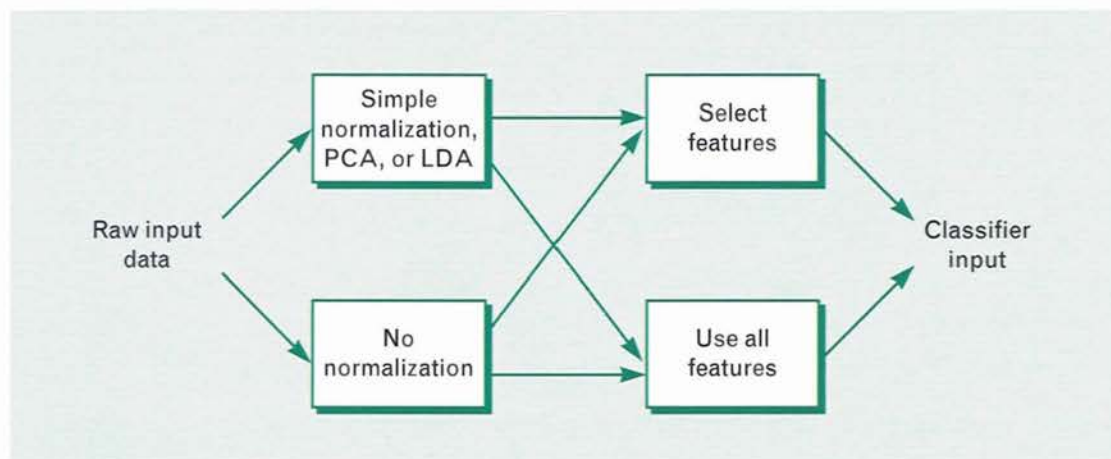 Raw input
data
Simple
normalization,
PCA, or LDA
No
normalization
Select
features
Use all
features
Classifier
input